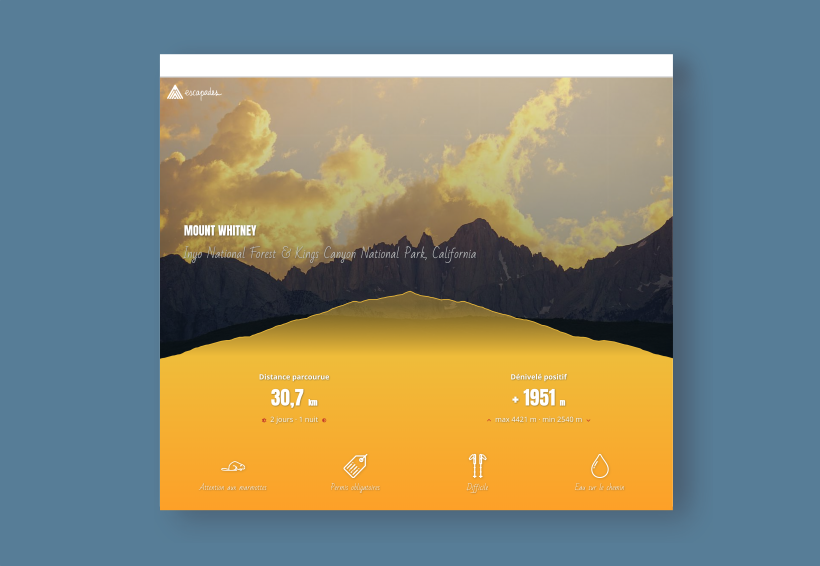 escapades
MOUNT WHITNEY
Inyo National Forest & Kings Canyon National Park, California
Distance parcourue
30,7 km
2 jours - 1 nuit
Dénivelé positif
+ 1951 m
max 4421 m - min 2540 m
Attention aux marmottes
Permis obligatoire
Difficile
Eau sur le chemin